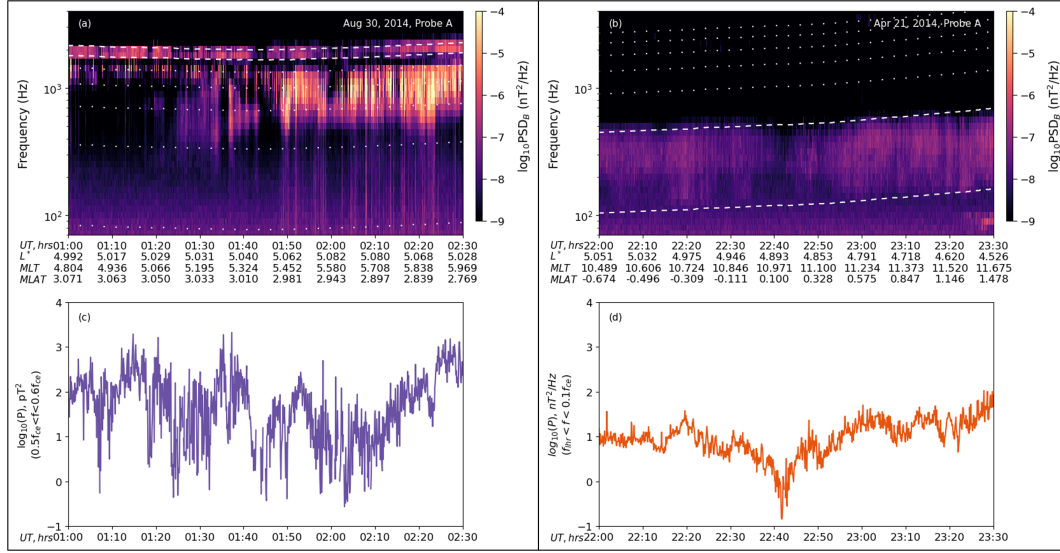 (a)
Aug 30, 2014, Probe A
Frequency (Hz)
10³
10²
−4
−5
−6
−7
−8
−9
log₁₀PSD_B (nT²/Hz)
UT, hrs 01:00 01:10 01:20 01:30 01:40 01:50 02:00 02:10 02:20 02:30
L* 4.992 5.017 5.029 5.031 5.040 5.062 5.082 5.080 5.068 5.028
MLT 4.804 4.936 5.066 5.195 5.324 5.452 5.580 5.708 5.838 5.969
MLAT 3.071 3.063 3.050 3.033 3.010 2.981 2.943 2.897 2.839 2.769
(b)
Apr 21, 2014, Probe A
Frequency (Hz)
10³
10²
−4
−5
−6
−7
−8
−9
log₁₀PSD_B (nT²/Hz)
UT, hrs 22:00 22:10 22:20 22:30 22:40 22:50 23:00 23:10 23:20 23:30
L* 5.051 5.032 4.975 4.946 4.893 4.853 4.791 4.718 4.620 4.526
MLT 10.489 10.606 10.724 10.846 10.971 11.100 11.234 11.373 11.520 11.675
MLAT −0.674 −0.496 −0.309 −0.111 0.100 0.328 0.575 0.847 1.146 1.478
(c)
log₁₀(P), pT²
(0.5f_ce<f<0.6f_ce)
4
3
2
1
0
−1
UT, hrs 01:00 01:10 01:20 01:30 01:40 01:50 02:00 02:10 02:20 02:30
(d)
log₁₀(P), nT²/Hz
(f_lhr < f < 0.1f_ce)
4
3
2
1
0
−1
UT, hrs 22:00 22:10 22:20 22:30 22:40 22:50 23:00 23:10 23:20 23:30